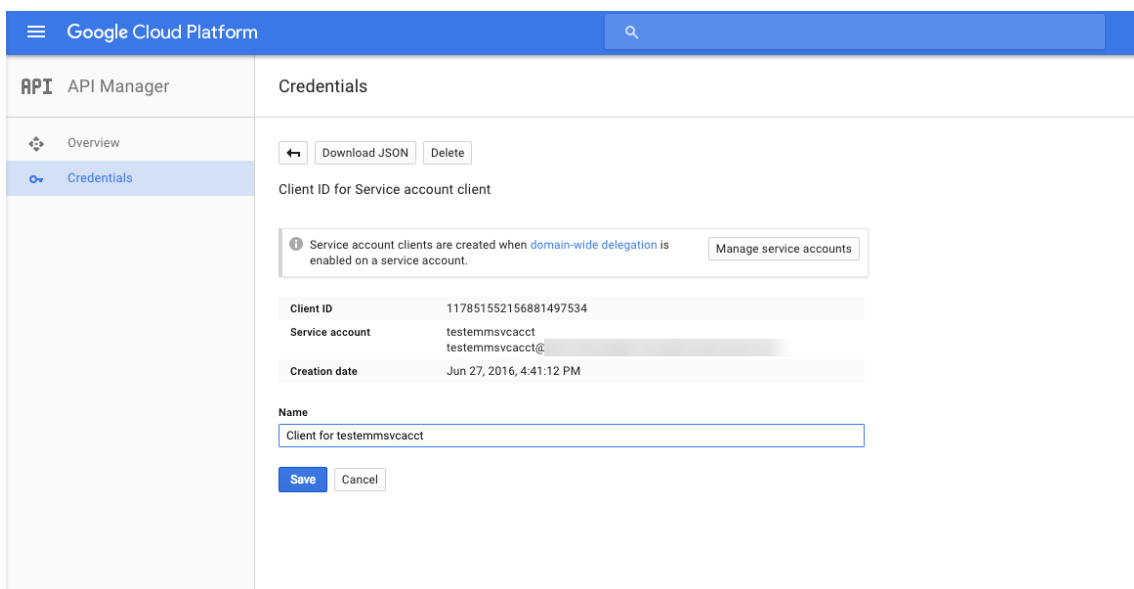 Google Cloud Platform
API API Manager
Credentials
Overview
Credentials
Download JSON Delete
Client ID for Service account client
Service account clients are created when domain-wide delegation is
enabled on a service account.
Manage service accounts
Client ID 117851552156881497534
Service account testemmsvcacct
testemmsvcacct@
Creation date Jun 27, 2016, 4:41:12 PM
Name
Client for testemmsvcacct
Save Cancel